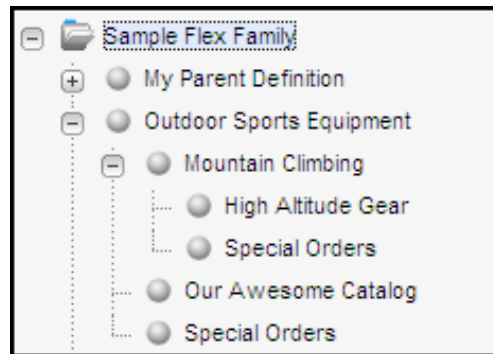 Sample Flex Family
My Parent Definition
Outdoor Sports Equipment
Mountain Climbing
High Altitude Gear
Special Orders
Our Awesome Catalog
Special Orders